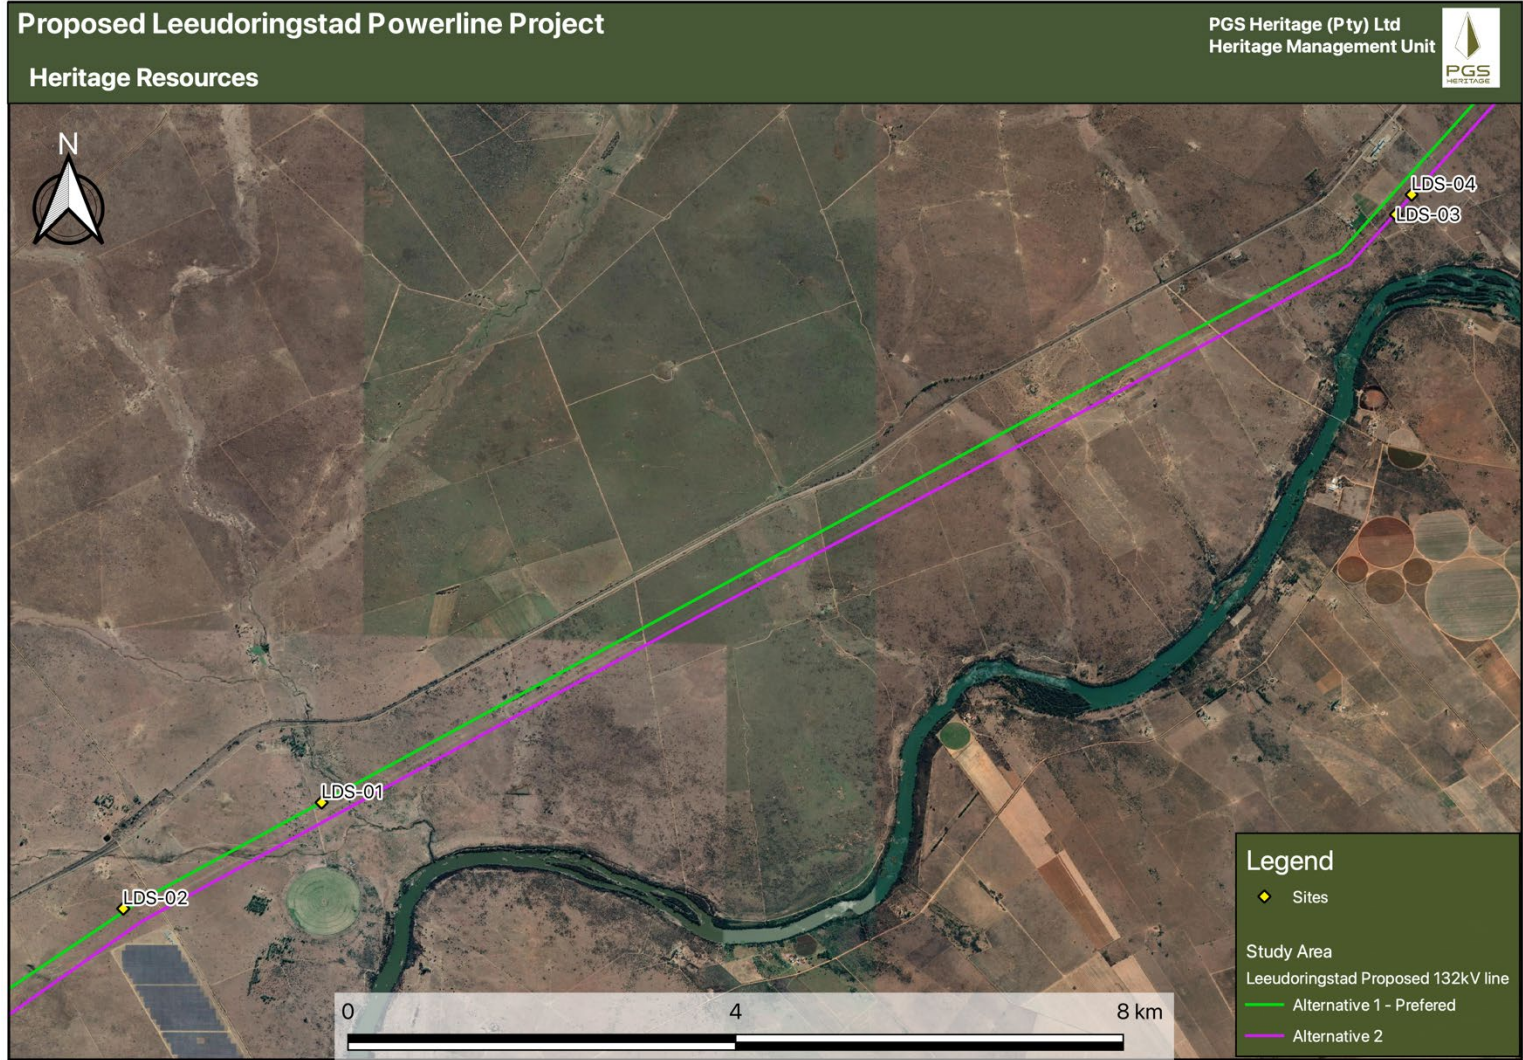 Proposed Leeudoringstad Powerline Project
Heritage Resources
PGS Heritage (Pty) Ltd
Heritage Management Unit
PGS
HERITAGE
N
LDS-04
LDS-03
LDS-01
LDS-02
Legend
Sites
Study Area
Leeudoringstad Proposed 132kV line
Alternative 1 - Prefered
Alternative 2
0 4 8 km